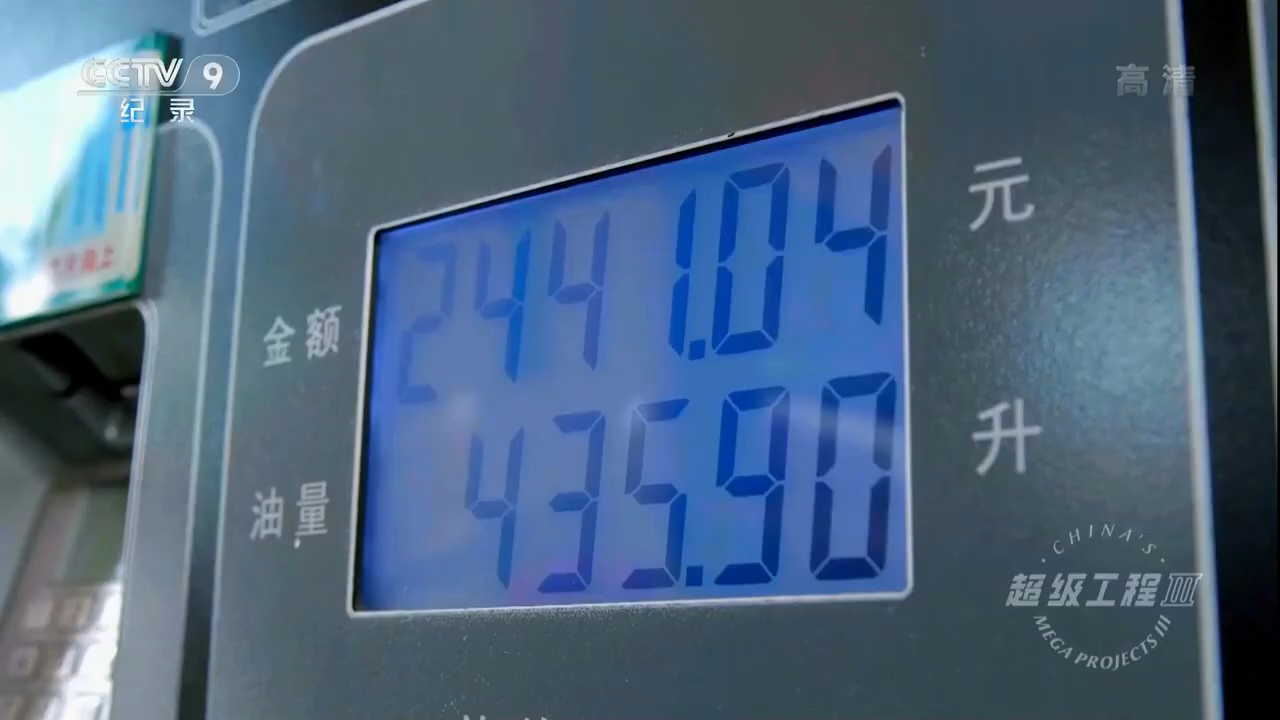 CCTV 9
纪录
高清
金额 2441.04 元
油量 435.90 升
CHINA'S
超级工程III
MEGA PROJECTS III